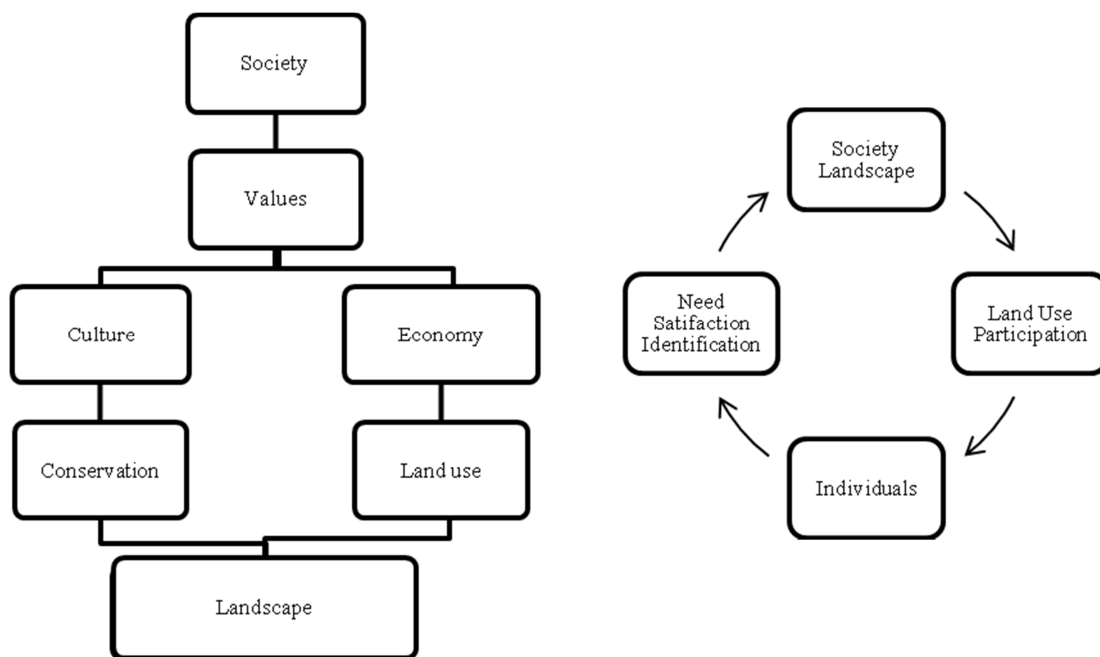 Society
Values
Culture
Economy
Conservation
Land use
Landscape
Society
Landscape
Land Use
Participation
Individuals
Need
Satifaction
Identification